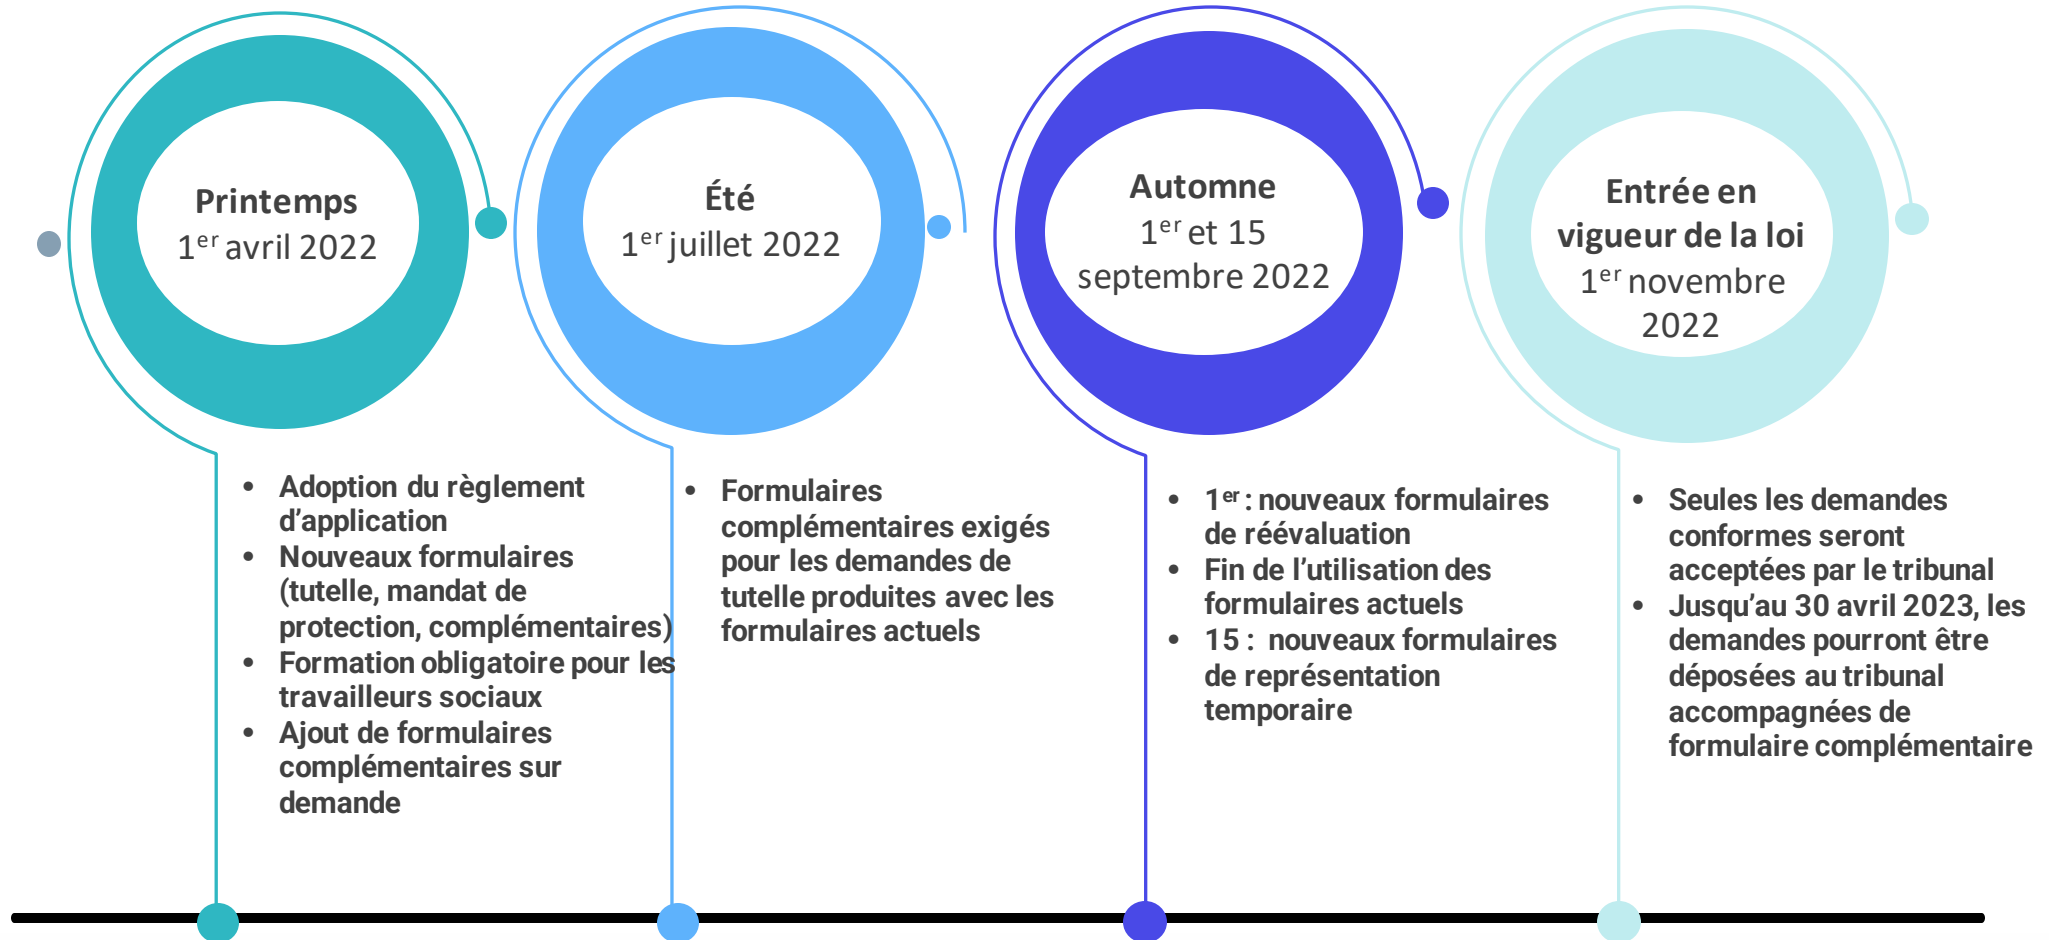 Printemps
1er avril 2022
Été
1er juillet 2022
Automne
1er et 15
septembre 2022
Entrée en
vigueur de la loi
1er novembre
2022
• Adoption du règlement
d’application
• Nouveaux formulaires
(tutelle, mandat de
protection, complémentaires)
• Formation obligatoire pour les
travailleurs sociaux
• Ajout de formulaires
complémentaires sur
demande
• Formulaires
complémentaires exigés
pour les demandes de
tutelle produites avec les
formulaires actuels
• 1er : nouveaux formulaires
de réévaluation
• Fin de l’utilisation des
formulaires actuels
• 15 : nouveaux formulaires
de représentation
temporaire
• Seules les demandes
conformes seront
acceptées par le tribunal
• Jusqu’au 30 avril 2023, les
demandes pourront être
déposées au tribunal
accompagnées de
formulaire complémentaire